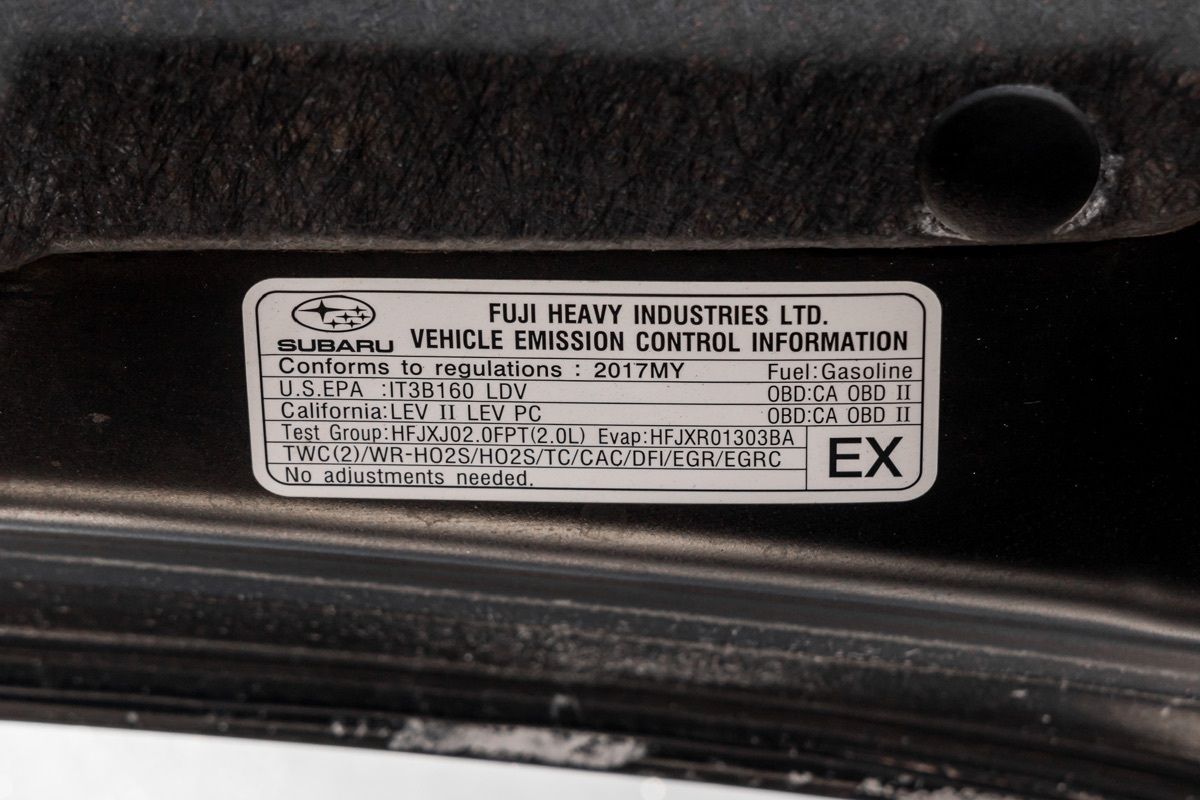 FUJI HEAVY INDUSTRIES LTD.
SUBARU VEHICLE EMISSION CONTROL INFORMATION
Conforms to regulations : 2017MY Fuel:Gasoline
U.S.EPA :IT3B160 LDV OBD:CA OBD II
California:LEV II LEV PC OBD:CA OBD II
Test Group:HFJXJ02.0FPT(2.0L) Evap:HFJXR01303BA
TWC(2)/WR-HO2S/HO2S/TC/CAC/DFI/EGR/EGRC
EX
No adjustments needed.